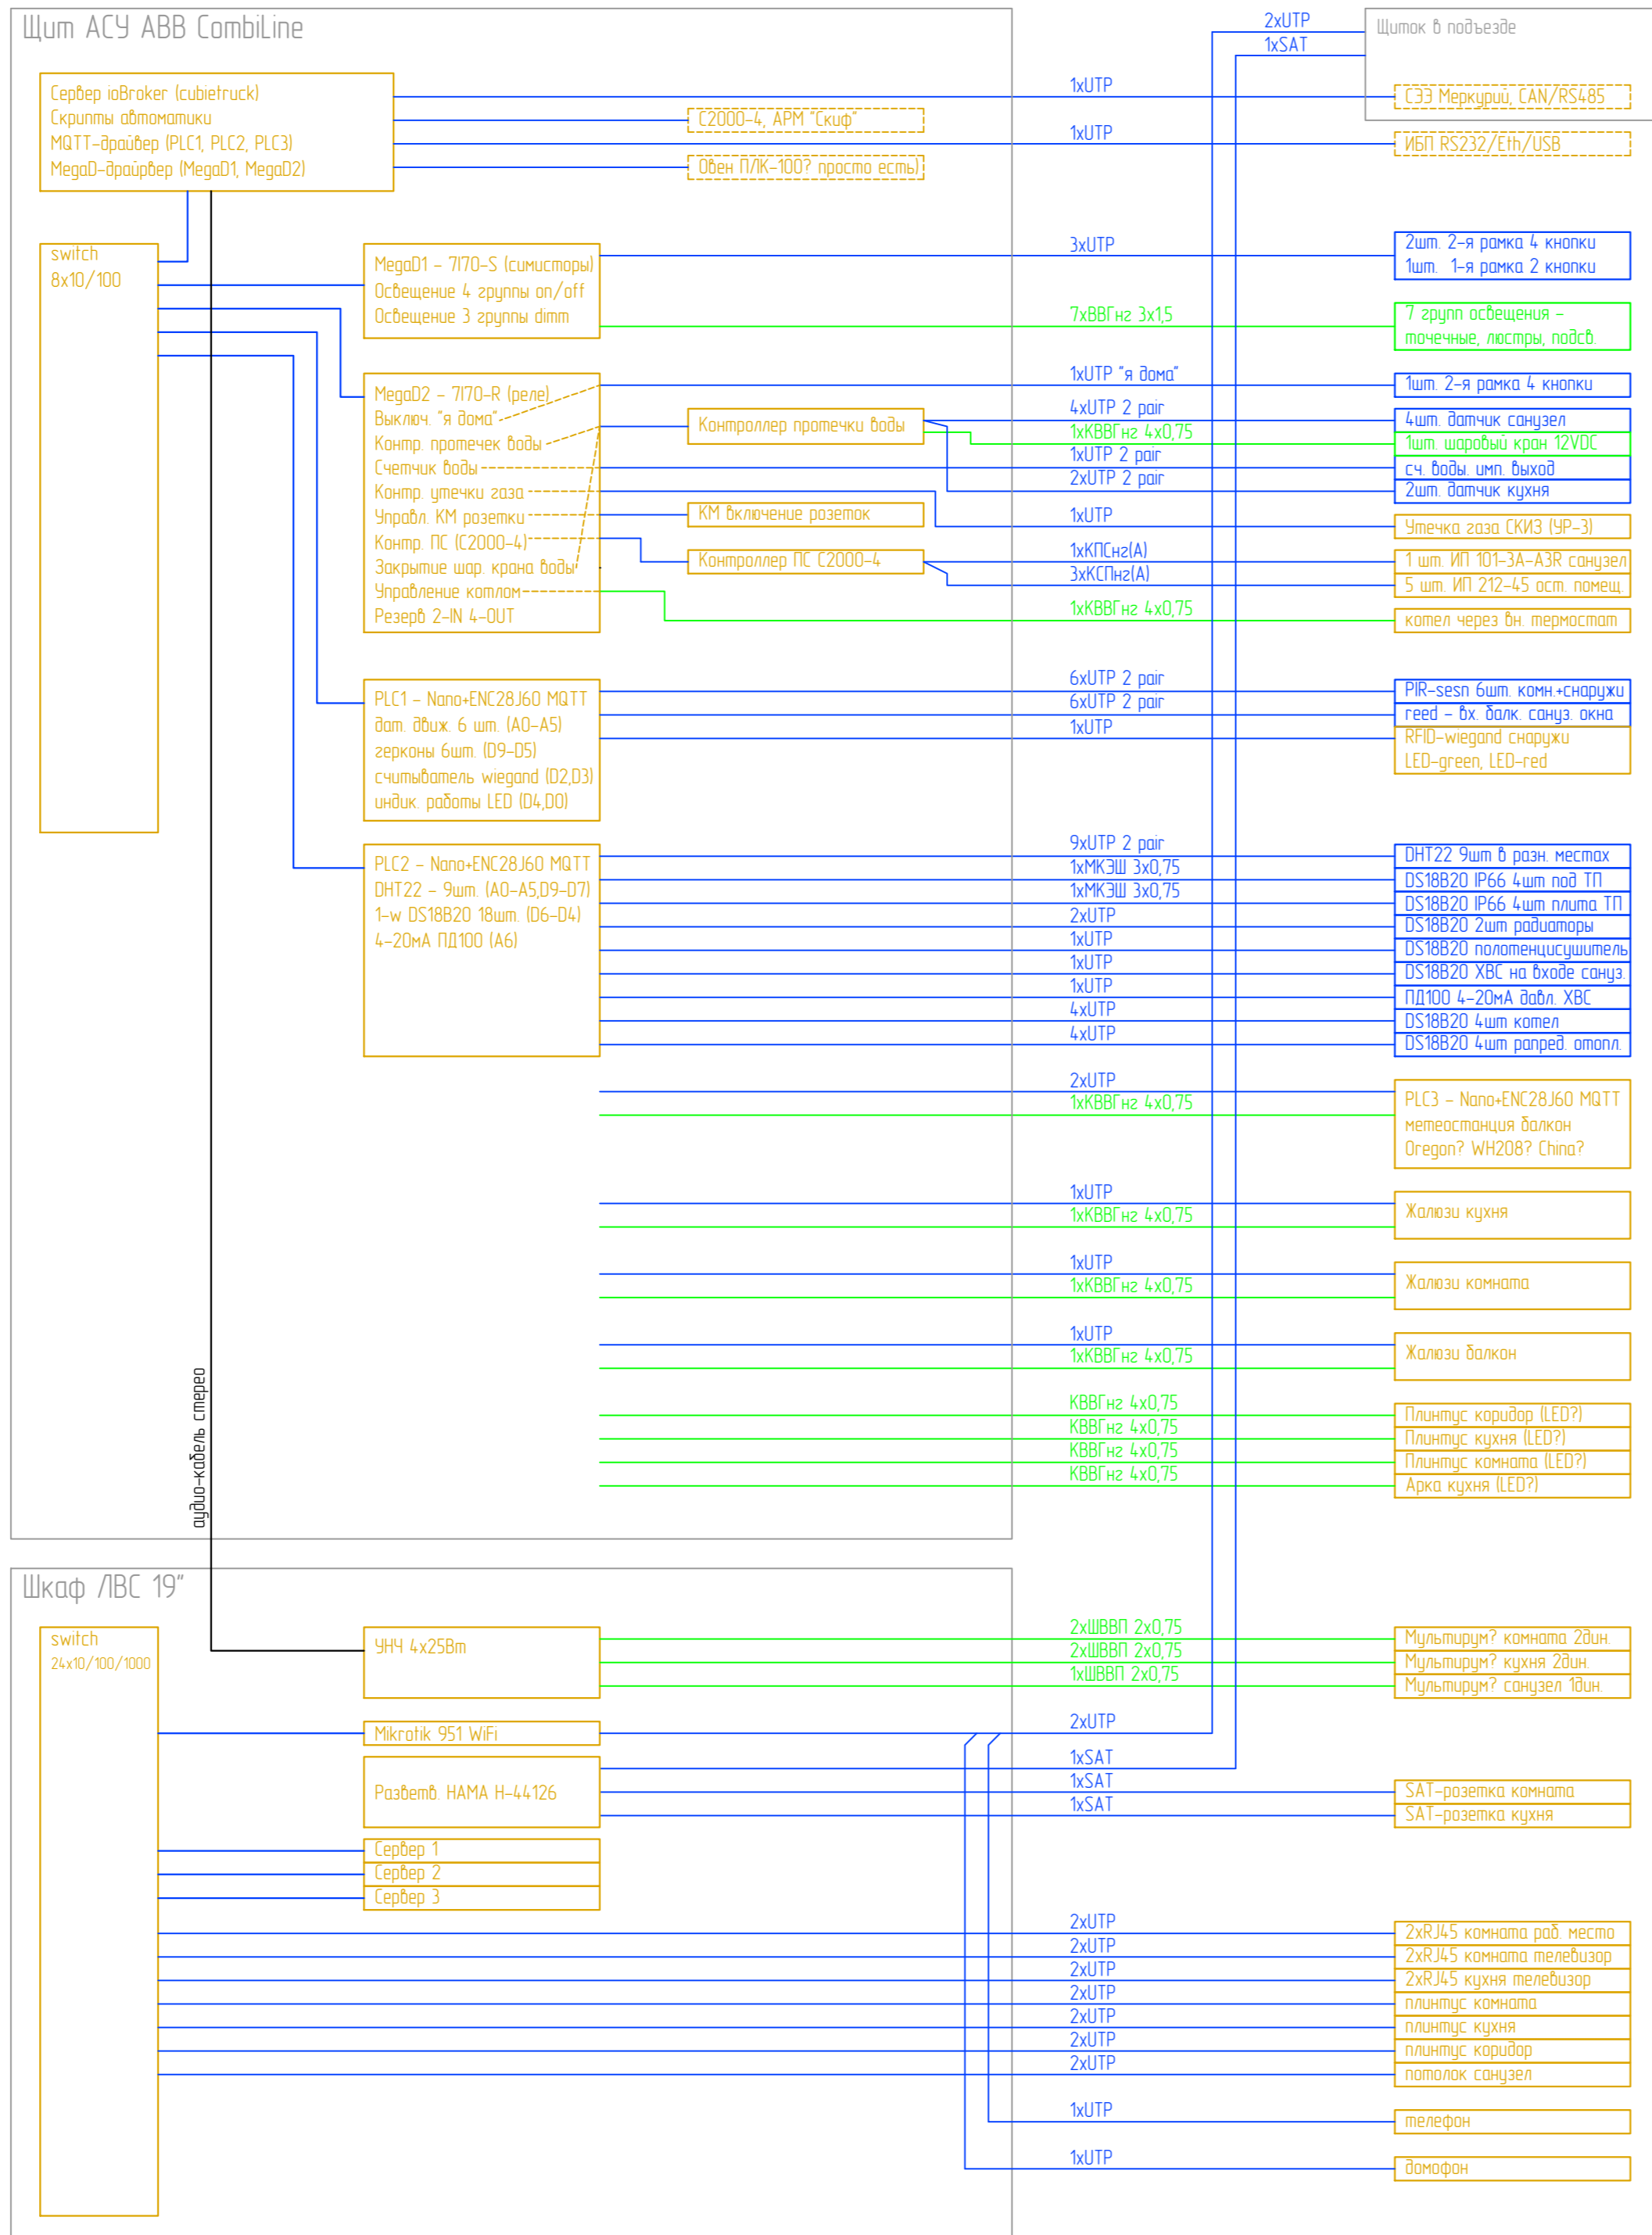 Щит АСУ ABB CombiLine
2xUTP
1xSAT
Щиток в подъезде
Сервер ioBroker (cubietruck)
Скрипты автоматики
MQTT-драйвер (PLC1, PLC2, PLC3)
MegaD-драйрвер (MegaD1, MegaD2)
С2000-4, АРМ "Скиф"
Овен ПЛК-100? просто есть)
1xUTP
СЭЭ Меркурий, CAN/RS485
1xUTP
ИБП RS232/Eth/USB
switch
8x10/100
MegaD1 - 7I70-S (симисторы)
Освещение 4 группы on/off
Освещение 3 группы dimm
3xUTP
2шт. 2-я рамка 4 кнопки
1шт. 1-я рамка 2 кнопки
7xВВГнг 3x1,5
7 групп освещения -
точечные, люстры, подсв.
MegaD2 - 7I70-R (реле)
Выключ. "я дома"
Контр. протечек воды
Счетчик воды
Контр. утечки газа
Управл. КМ розетки
Контр. ПС (С2000-4)
Закрытие шар. крана воды
Управление котлом
Резерв 2-IN 4-OUT
Контроллер протечки воды
КМ включение розеток
Контроллер ПС С2000-4
1xUTP "я дома"
1шт. 2-я рамка 4 кнопки
4xUTP 2 pair
4шт. датчик санузел
1xКВВГнг 4x0,75
1шт. шаровый кран 12VDC
1xUTP 2 pair
сч. воды. имп. выход
2xUTP 2 pair
2шт. датчик кухня
1xUTP
Утечка газа СКИЗ (УР-3)
1xКПСнг(А)
1 шт. ИП 101-3А-A3R санузел
3xКСПнг(А)
5 шт. ИП 212-45 ост. помещ.
1xКВВГнг 4x0,75
котел через вн. термостат
PLC1 - Nano+ENC28J60 MQTT
дат. движ. 6 шт. (A0-A5)
герконы 6шт. (D9-D5)
считыватель wiegand (D2,D3)
индик. работы LED (D4,D0)
6xUTP 2 pair
PIR-sesn 6шт. комн.+снаружи
6xUTP 2 pair
reed - вх. балк. сануз. окна
1xUTP
RFID-wiegand снаружи
LED-green, LED-red
PLC2 - Nano+ENC28J60 MQTT
DHT22 - 9шт. (A0-A5,D9-D7)
1-w DS18B20 18шт. (D6-D4)
4-20мА ПД100 (A6)
9xUTP 2 pair
DHT22 9шт в разн. местах
1xМКЭШ 3x0,75
DS18B20 IP66 4шт под ТП
1xМКЭШ 3x0,75
DS18B20 IP66 4шт плита ТП
2xUTP
DS18B20 2шт радиаторы
1xUTP
DS18B20 полотенцисушитель
1xUTP
DS18B20 ХВС на входе сануз.
1xUTP
ПД100 4-20мА давл. ХВС
4xUTP
DS18B20 4шт котел
4xUTP
DS18B20 4шт рапред. отопл.
2xUTP
1xКВВГнг 4x0,75
PLC3 - Nano+ENC28J60 MQTT
метеостанция балкон
Oregon? WH208? China?
1xUTP
1xКВВГнг 4x0,75
Жалюзи кухня
1xUTP
1xКВВГнг 4x0,75
Жалюзи комната
1xUTP
1xКВВГнг 4x0,75
Жалюзи балкон
КВВГнг 4x0,75
Плинтус коридор (LED?)
КВВГнг 4x0,75
Плинтус кухня (LED?)
КВВГнг 4x0,75
Плинтус комната (LED?)
КВВГнг 4x0,75
Арка кухня (LED?)
аудио-кабель стерео
Шкаф ЛВС 19"
switch
24x10/100/1000
УНЧ 4x25Вт
2xШВВП 2x0,75
Мультирум? комната 2дин.
2xШВВП 2x0,75
Мультирум? кухня 2дин.
1xШВВП 2x0,75
Мультирум? санузел 1дин.
Mikrotik 951 WiFi
2xUTP
Разветв. HAMA H-44126
1xSAT
1xSAT
SAT-розетка комната
1xSAT
SAT-розетка кухня
Сервер 1
Сервер 2
Сервер 3
2xUTP
2xRJ45 комната раб. место
2xUTP
2xRJ45 комната телевизор
2xUTP
2xRJ45 кухня телевизор
2xUTP
плинтус комната
2xUTP
плинтус кухня
2xUTP
плинтус коридор
2xUTP
потолок санузел
1xUTP
телефон
1xUTP
домофон